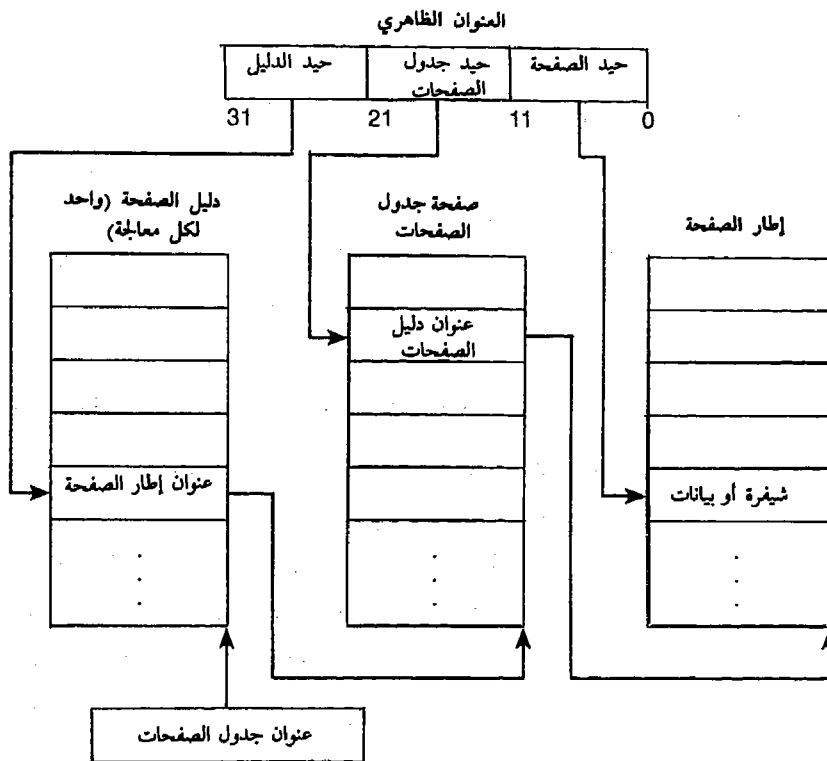 العنوان الظاهري
حيد الدليل
حيد جدول
الصفحات
حيد الصفحة
31
21
11
0
دليل الصفحة (واحد
لكل معالجة)
صفحة جدول
الصفحات
إطار الصفحة
عنوان دليل
الصفحات
عنوان إطار الصفحة
شيفرة أو بيانات
عنوان جدول الصفحات